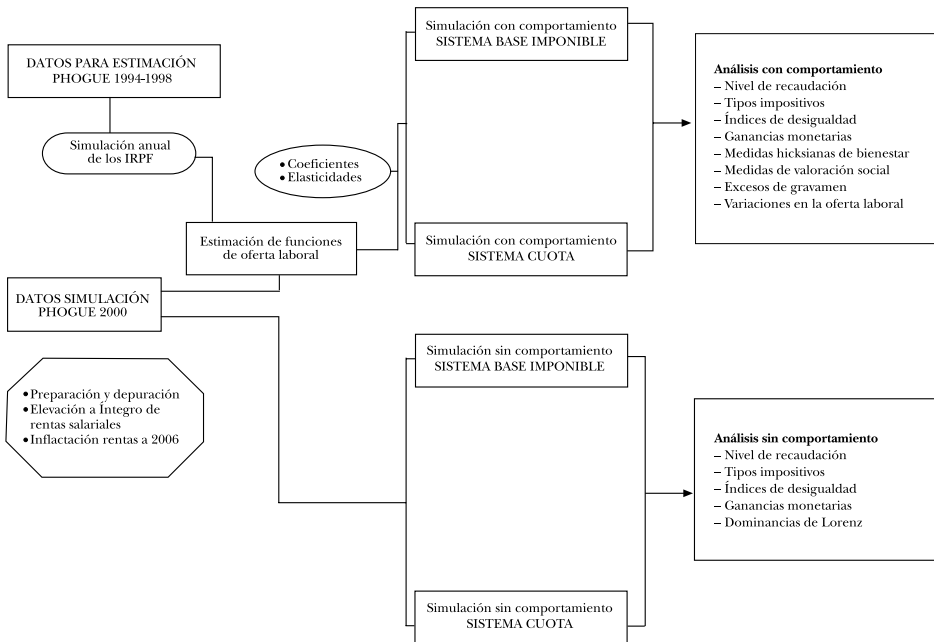 DATOS PARA ESTIMACIÓN
PHOGUE 1994-1998
Simulación anual
de los IRPF
• Coeficientes
• Elasticidades
Estimación de funciones
de oferta laboral
DATOS SIMULACIÓN
PHOGUE 2000
• Preparación y depuración
• Elevación a Íntegro de
rentas salariales
• Inflactación rentas a 2006
Simulación con comportamiento
SISTEMA BASE IMPONIBLE
Simulación con comportamiento
SISTEMA CUOTA
Simulación sin comportamiento
SISTEMA BASE IMPONIBLE
Simulación sin comportamiento
SISTEMA CUOTA
Análisis con comportamiento
– Nivel de recaudación
– Tipos impositivos
– Índices de desigualdad
– Ganancias monetarias
– Medidas hicksianas de bienestar
– Medidas de valoración social
– Excesos de gravamen
– Variaciones en la oferta laboral
Análisis sin comportamiento
– Nivel de recaudación
– Tipos impositivos
– Índices de desigualdad
– Ganancias monetarias
– Dominancias de Lorenz